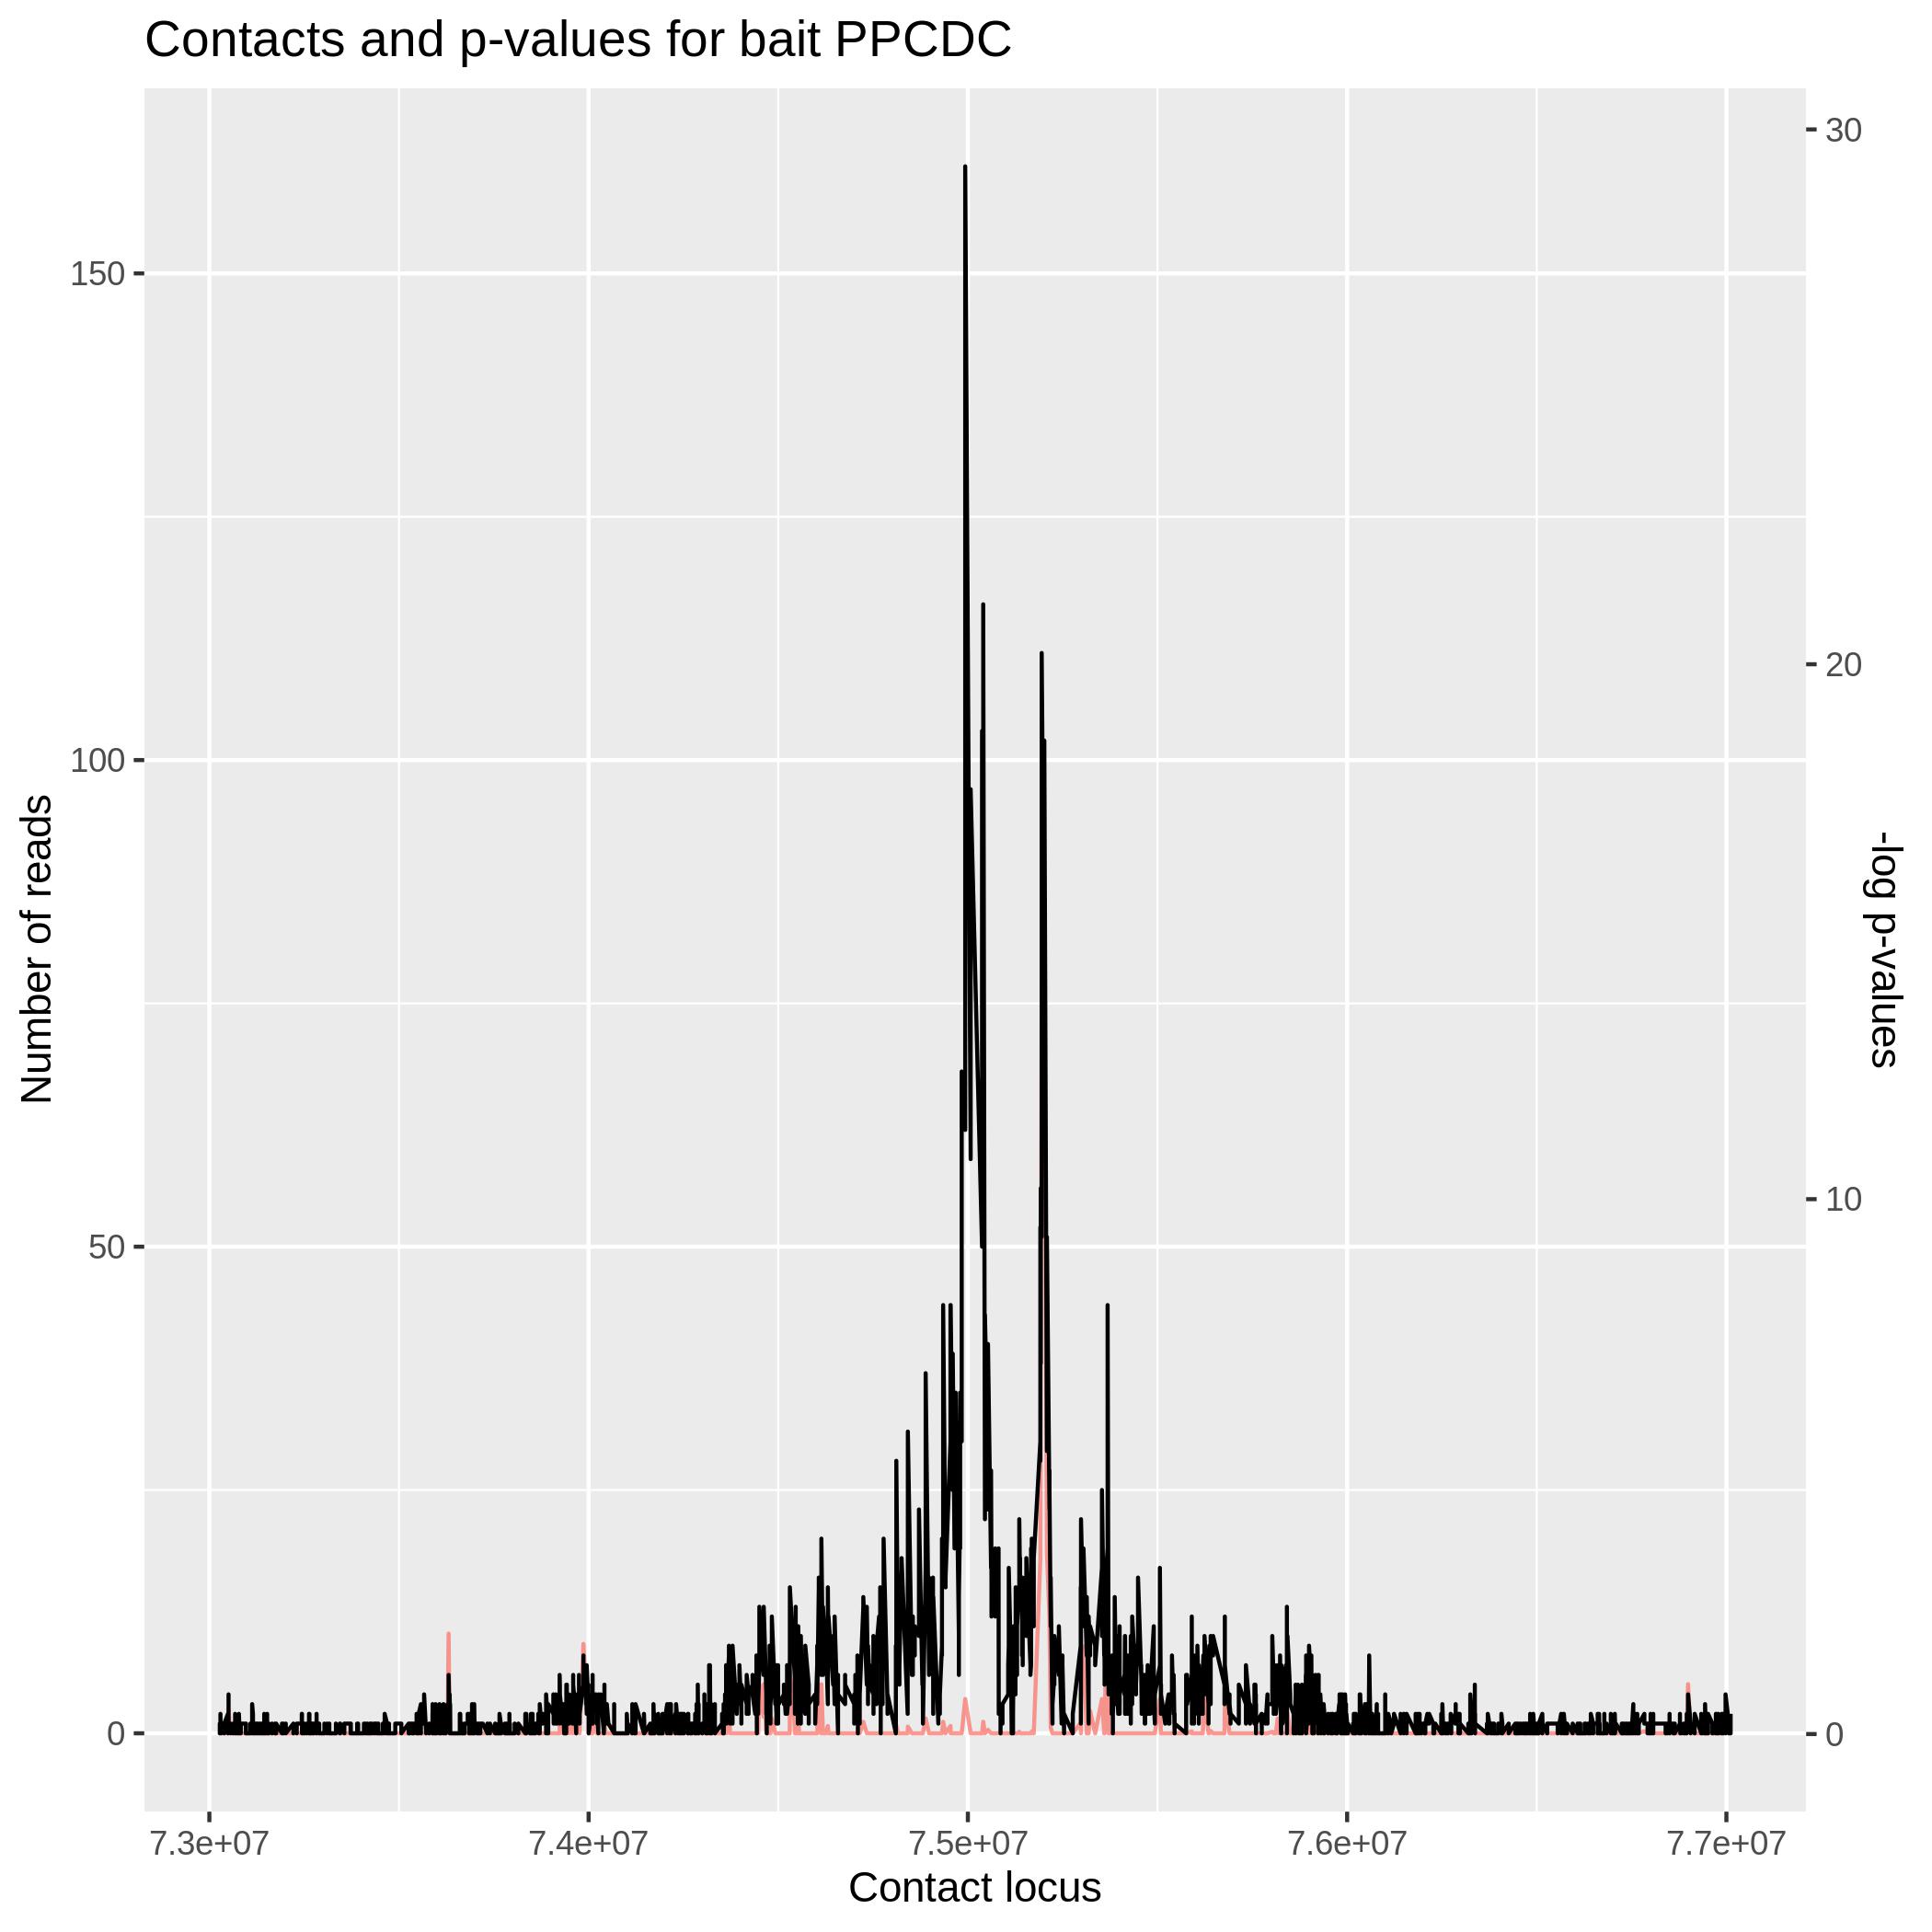 Contacts and p-values for bait PPCDC
150
100
50
0
Number of reads
30
20
10
0
-log p-values
7.3e+07
7.4e+07
7.5e+07
7.6e+07
7.7e+07
Contact locus